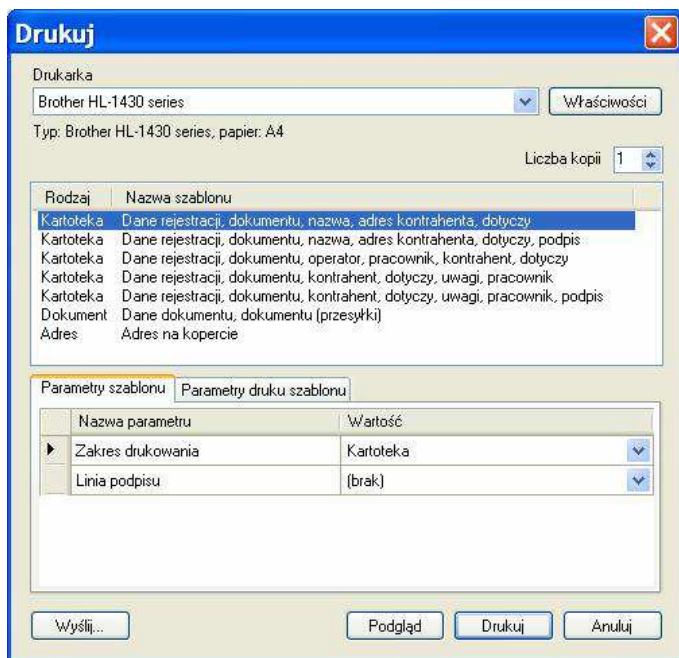 Drukuj
Drukarka
Brother HL-1430 series
Właściwości
Typ: Brother HL-1430 series, papier: A4
Liczba kopii 1
Rodzaj Nazwa szablonu
Kartoteka Dane rejestracji, dokumentu, nazwa, adres kontrahenta, dotyczy
Kartoteka Dane rejestracji, dokumentu, nazwa, adres kontrahenta, dotyczy, podpis
Kartoteka Dane rejestracji, dokumentu, operator, pracownik, kontrahent, dotyczy
Kartoteka Dane rejestracji, dokumentu, kontrahent, dotyczy, uwagi, pracownik
Kartoteka Dane rejestracji, dokumentu, kontrahent, dotyczy, uwagi, pracownik, podpis
Dokument Dane dokumentu, dokumentu (przesyłki)
Adres Adres na kopercie
Parametry szablonu Parametry druku szablonu
Nazwa parametru Wartość
Zakres drukowania Kartoteka
Linia podpisu (brak)
Wyślij... Podgląd Drukuj Anuluj